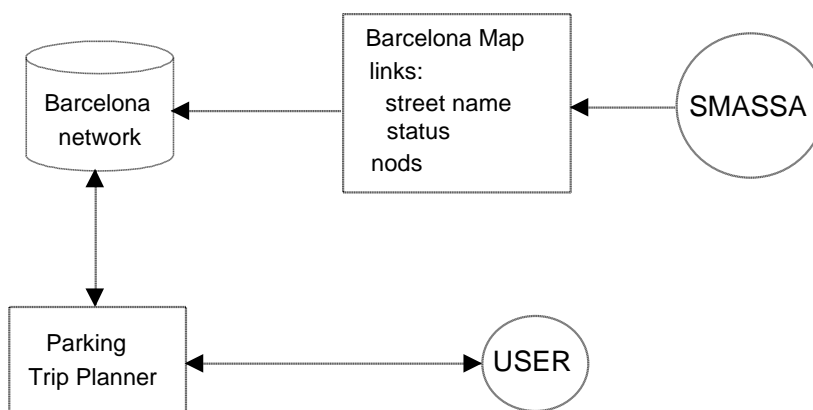 Barcelona
network
Barcelona Map
links:
street name
status
nods
SMASSA
Parking
Trip Planner
USER